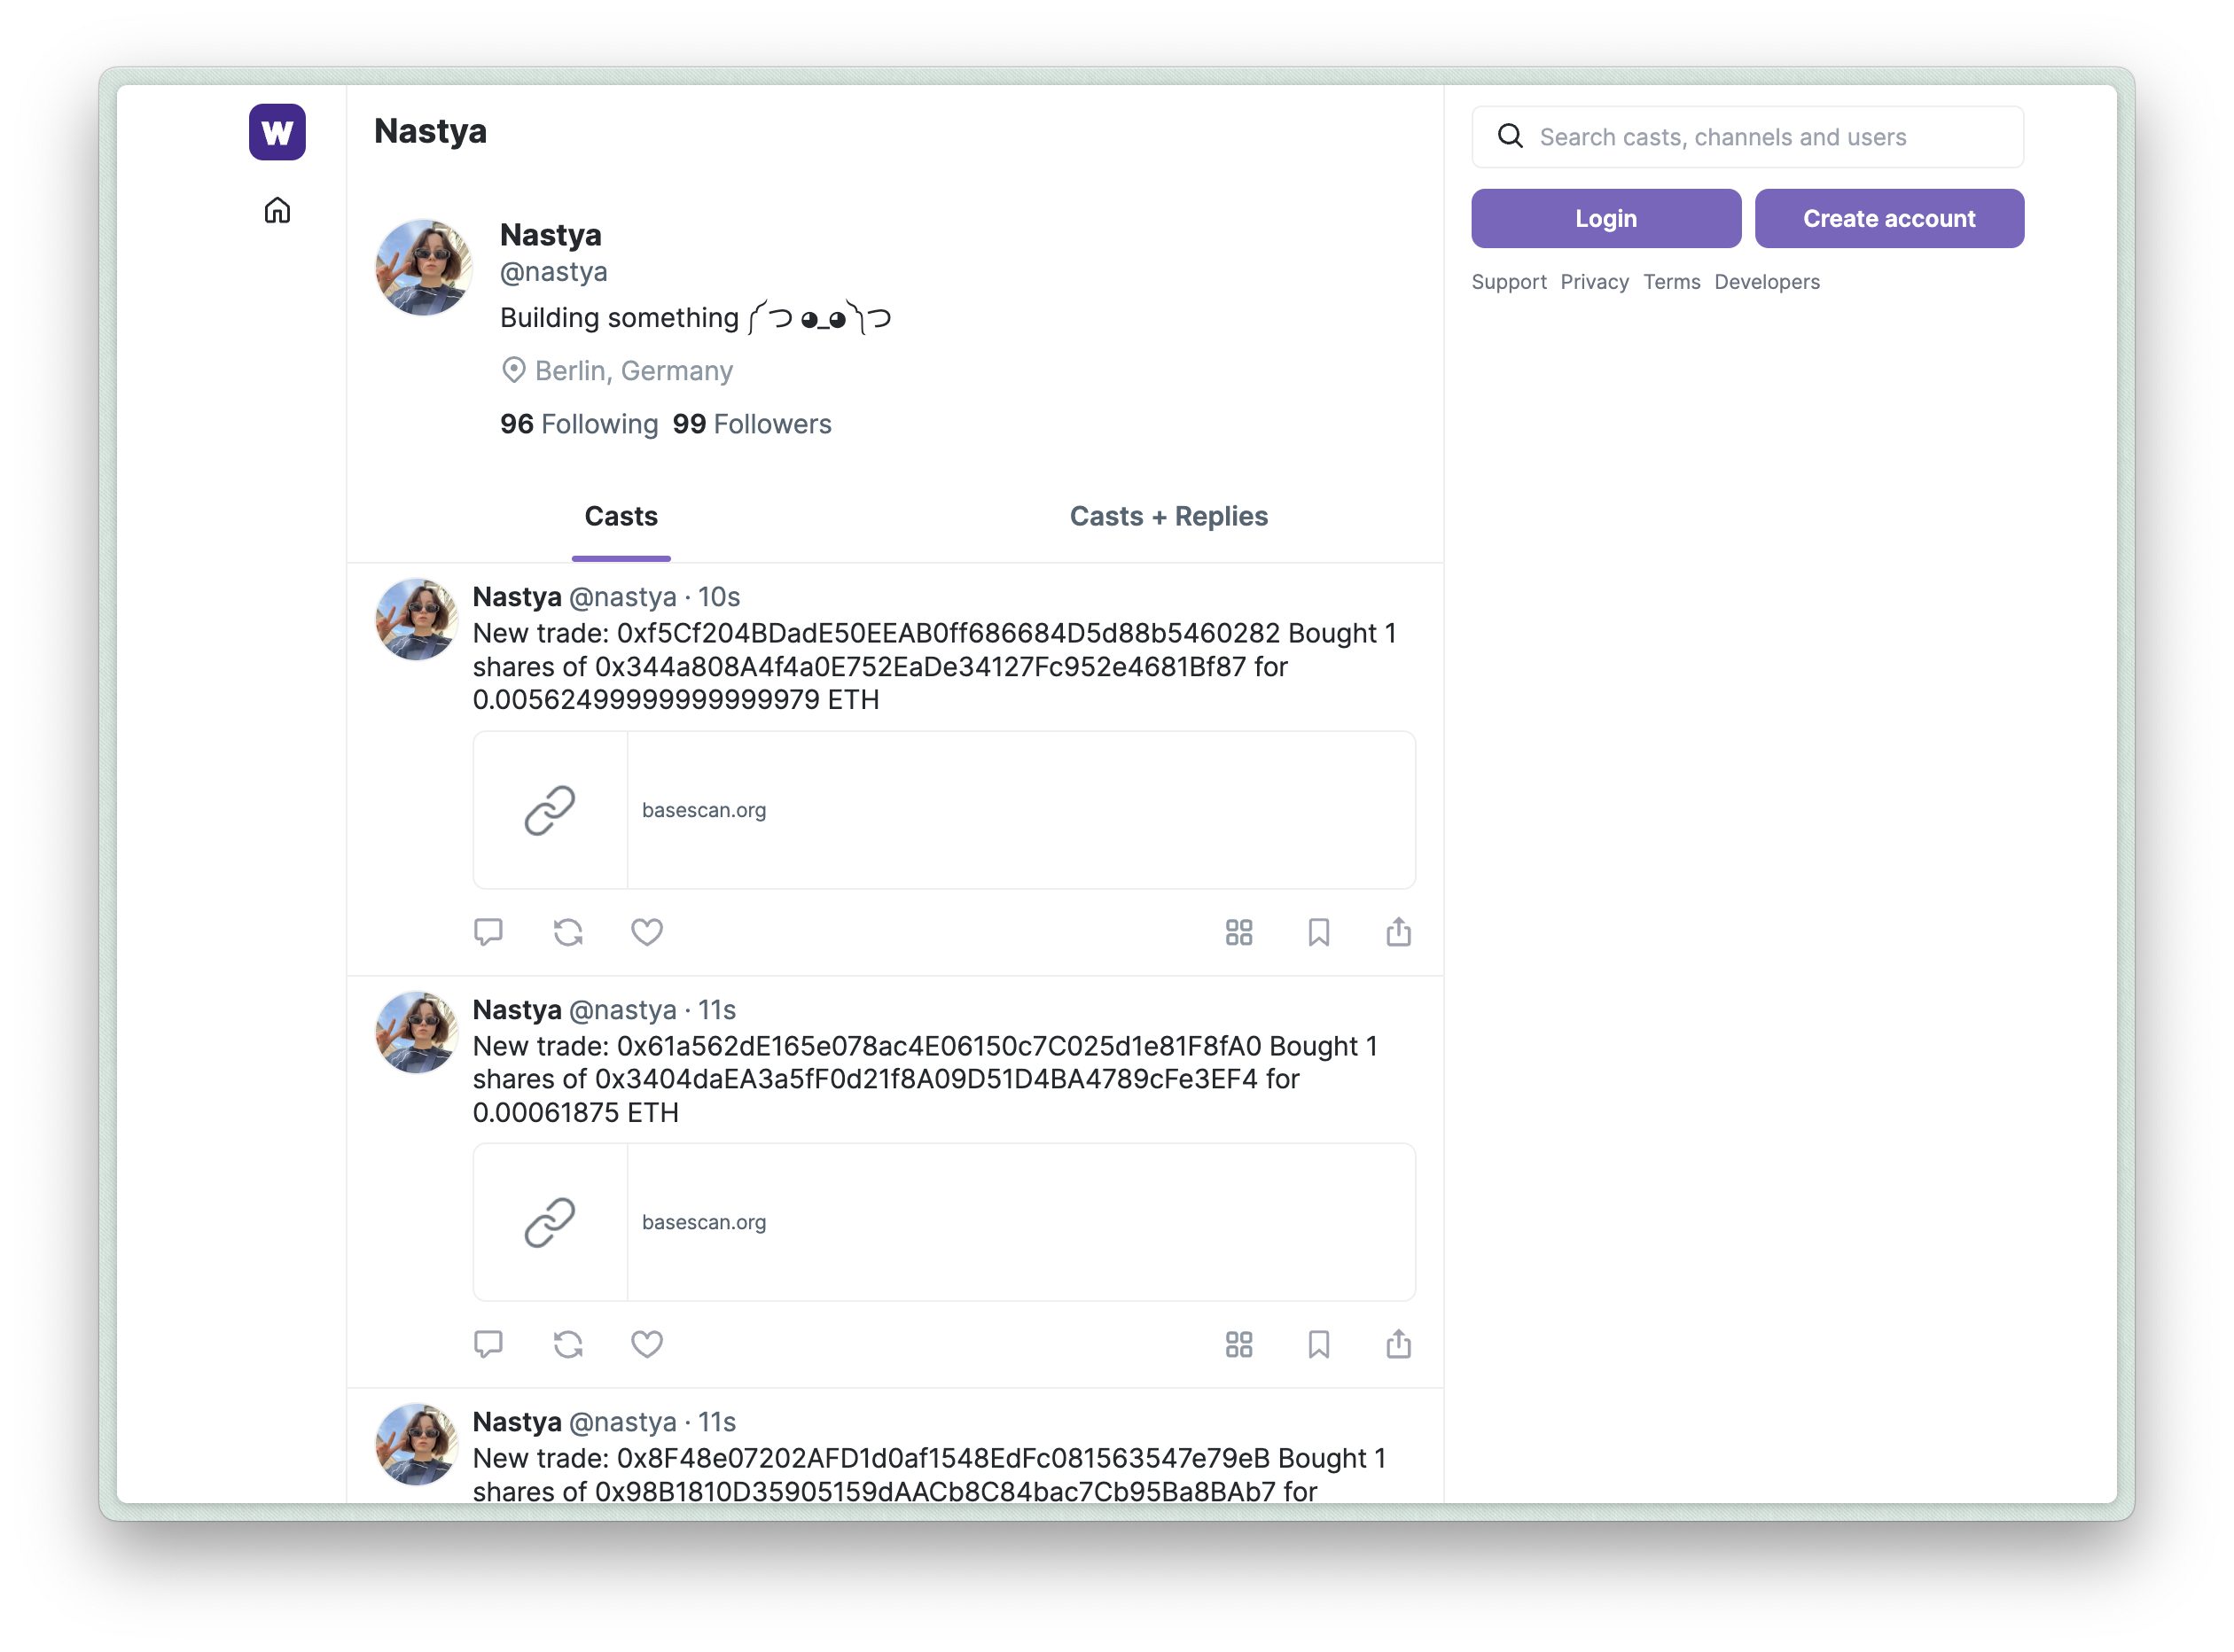 W
Nastya
Search casts, channels and users
Login
Create account
Support Privacy Terms Developers
Nastya
@nastya
Building something ༼ つ ◕_◕ ༽つ
Berlin, Germany
96 Following 99 Followers
Casts
Casts + Replies
Nastya @nastya · 10s
New trade: 0xf5Cf204BDadE50EEAB0ff686684D5d88b5460282 Bought 1
shares of 0x344a808A4f4a0E752EaDe34127Fc952e4681Bf87 for
0.00562499999999999979 ETH
basescan.org
Nastya @nastya · 11s
New trade: 0x61a562dE165e078ac4E06150c7C025d1e81F8fA0 Bought 1
shares of 0x3404daEA3a5fF0d21f8A09D51D4BA4789cFe3EF4 for
0.00061875 ETH
basescan.org
Nastya @nastya · 11s
New trade: 0x8F48e07202AFD1d0af1548EdFc081563547e79eB Bought 1
shares of 0x98B1810D35905159dAACb8C84bac7Cb95Ba8BAb7 for